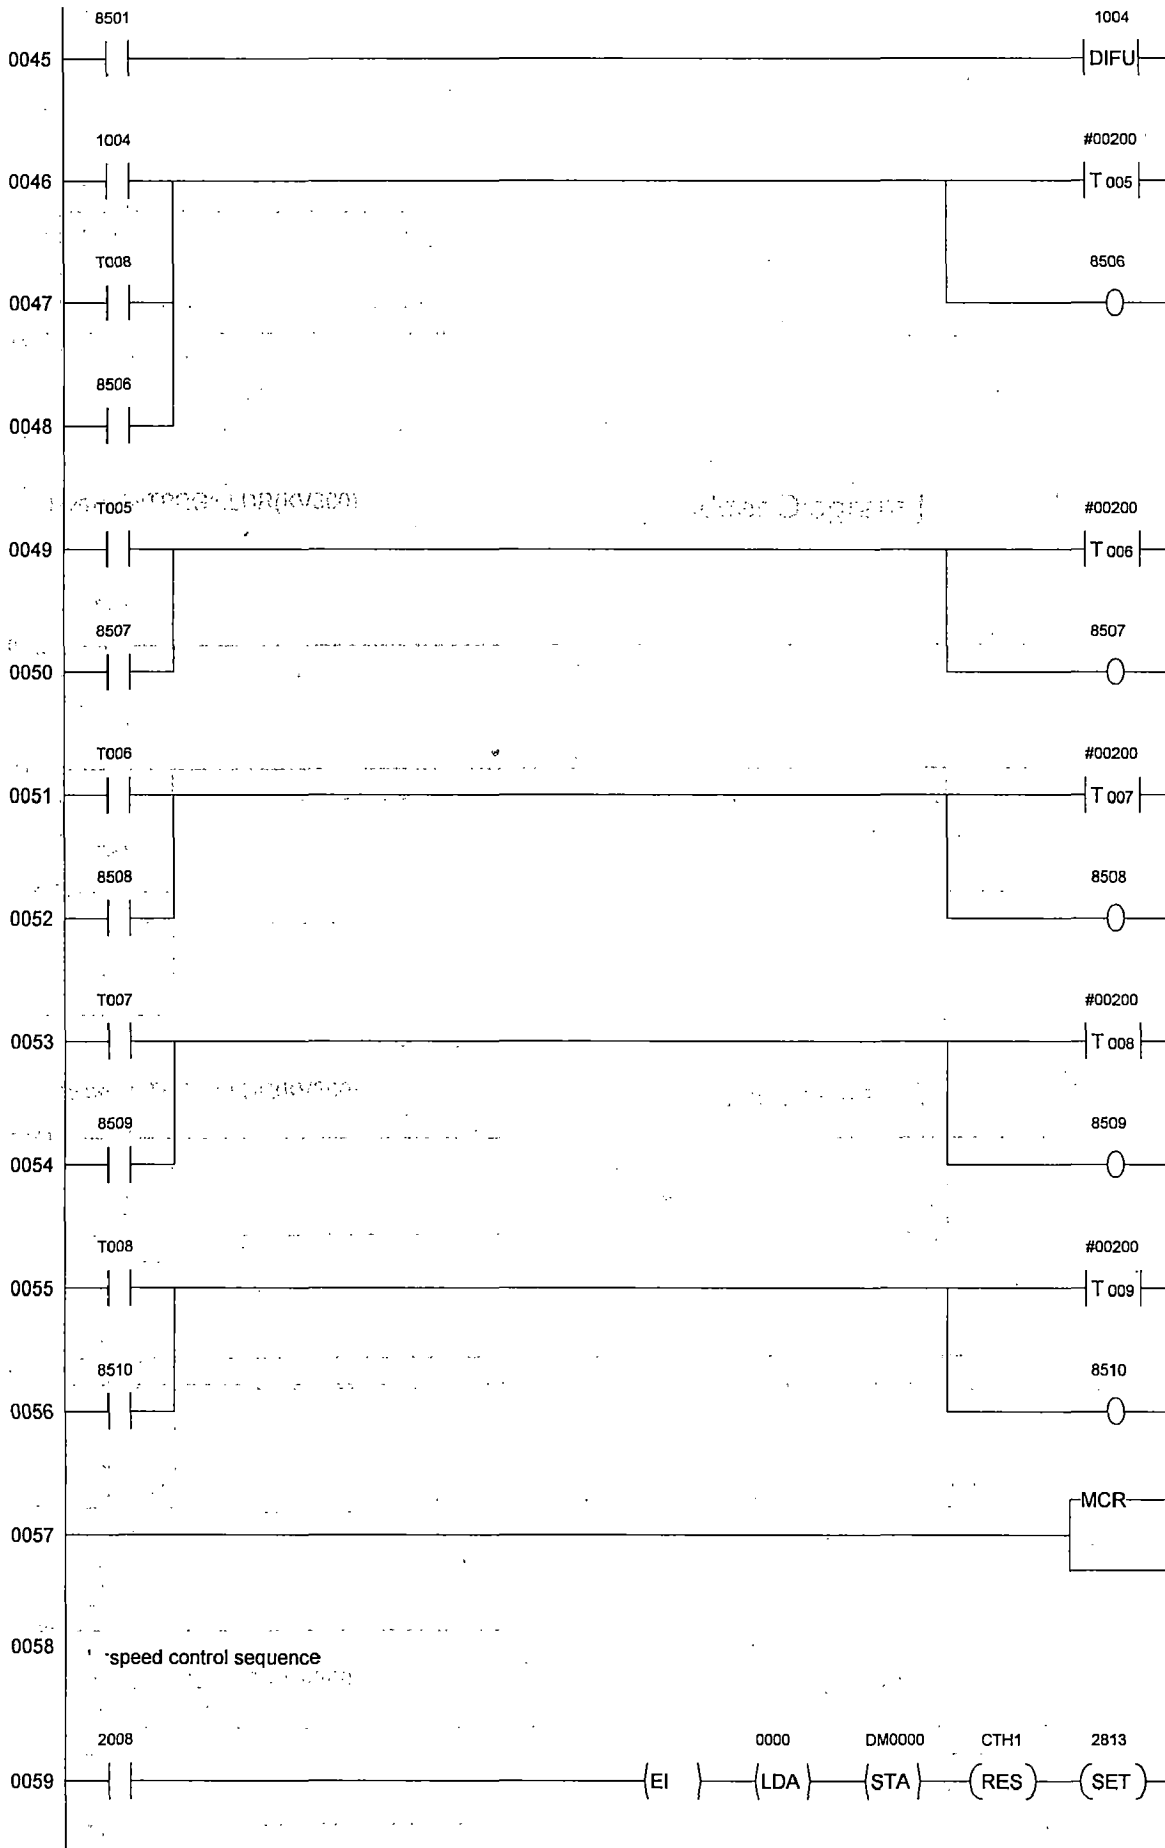 8501 1004
0045 DIFU
1004 #00200
0046 T 005
T008 8506
0047
8506
0048
T005 #00200
0049 T 006
8507 8507
0050
T006 #00200
0051 T 007
8508 8508
0052
T007 #00200
0053 T 008
8509 8509
0054
T008 #00200
0055 T 009
8510 8510
0056
MCR
0057
0058
speed control sequence
2008 0000 DM0000 CTH1 2813
0059 EI LDA STA RES SET